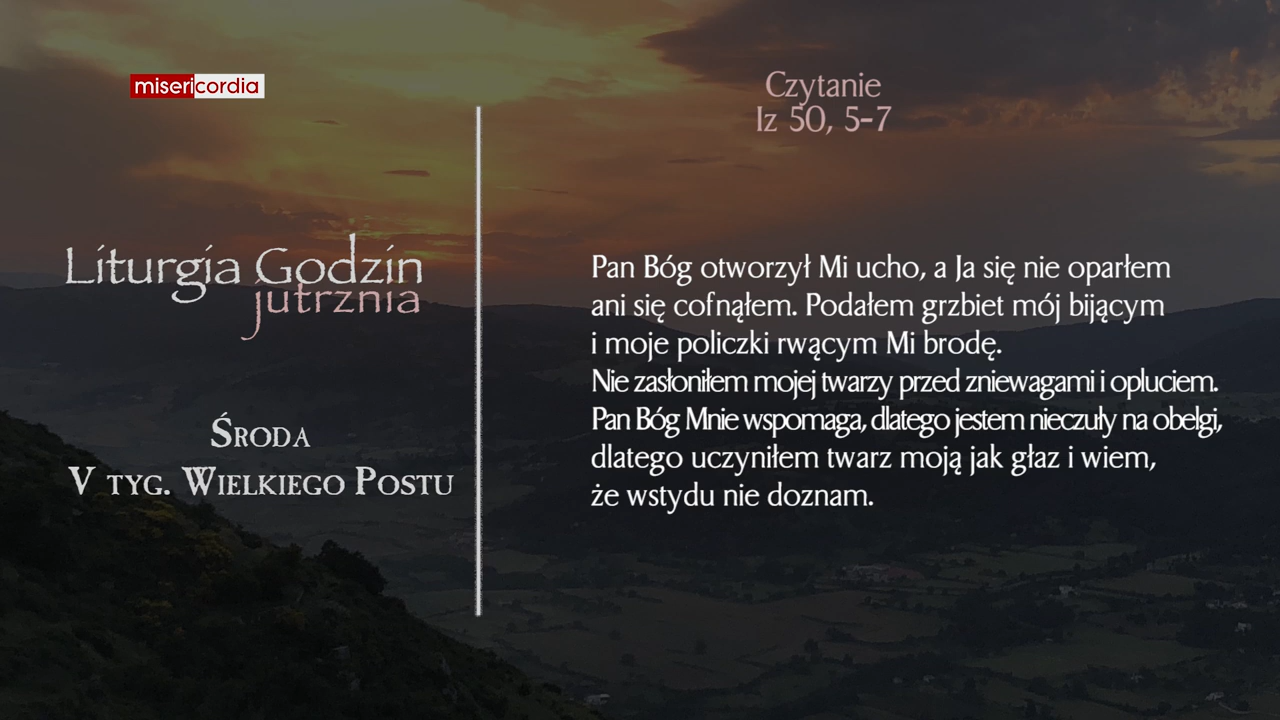 misericordia
Liturgia Godzin
jutrznia
Środa
V tyg. Wielkiego Postu
Czytanie
Iz 50, 5-7
Pan Bóg otworzył Mi ucho, a Ja się nie oparłem
ani się cofnąłem. Podałem grzbiet mój bijącym
i moje policzki rwącym Mi brodę.
Nie zasłoniłem mojej twarzy przed zniewagami i opluciem.
Pan Bóg Mnie wspomaga, dlatego jestem nieczuły na obelgi,
dlatego uczyniłem twarz moją jak głaz i wiem,
że wstydu nie doznam.